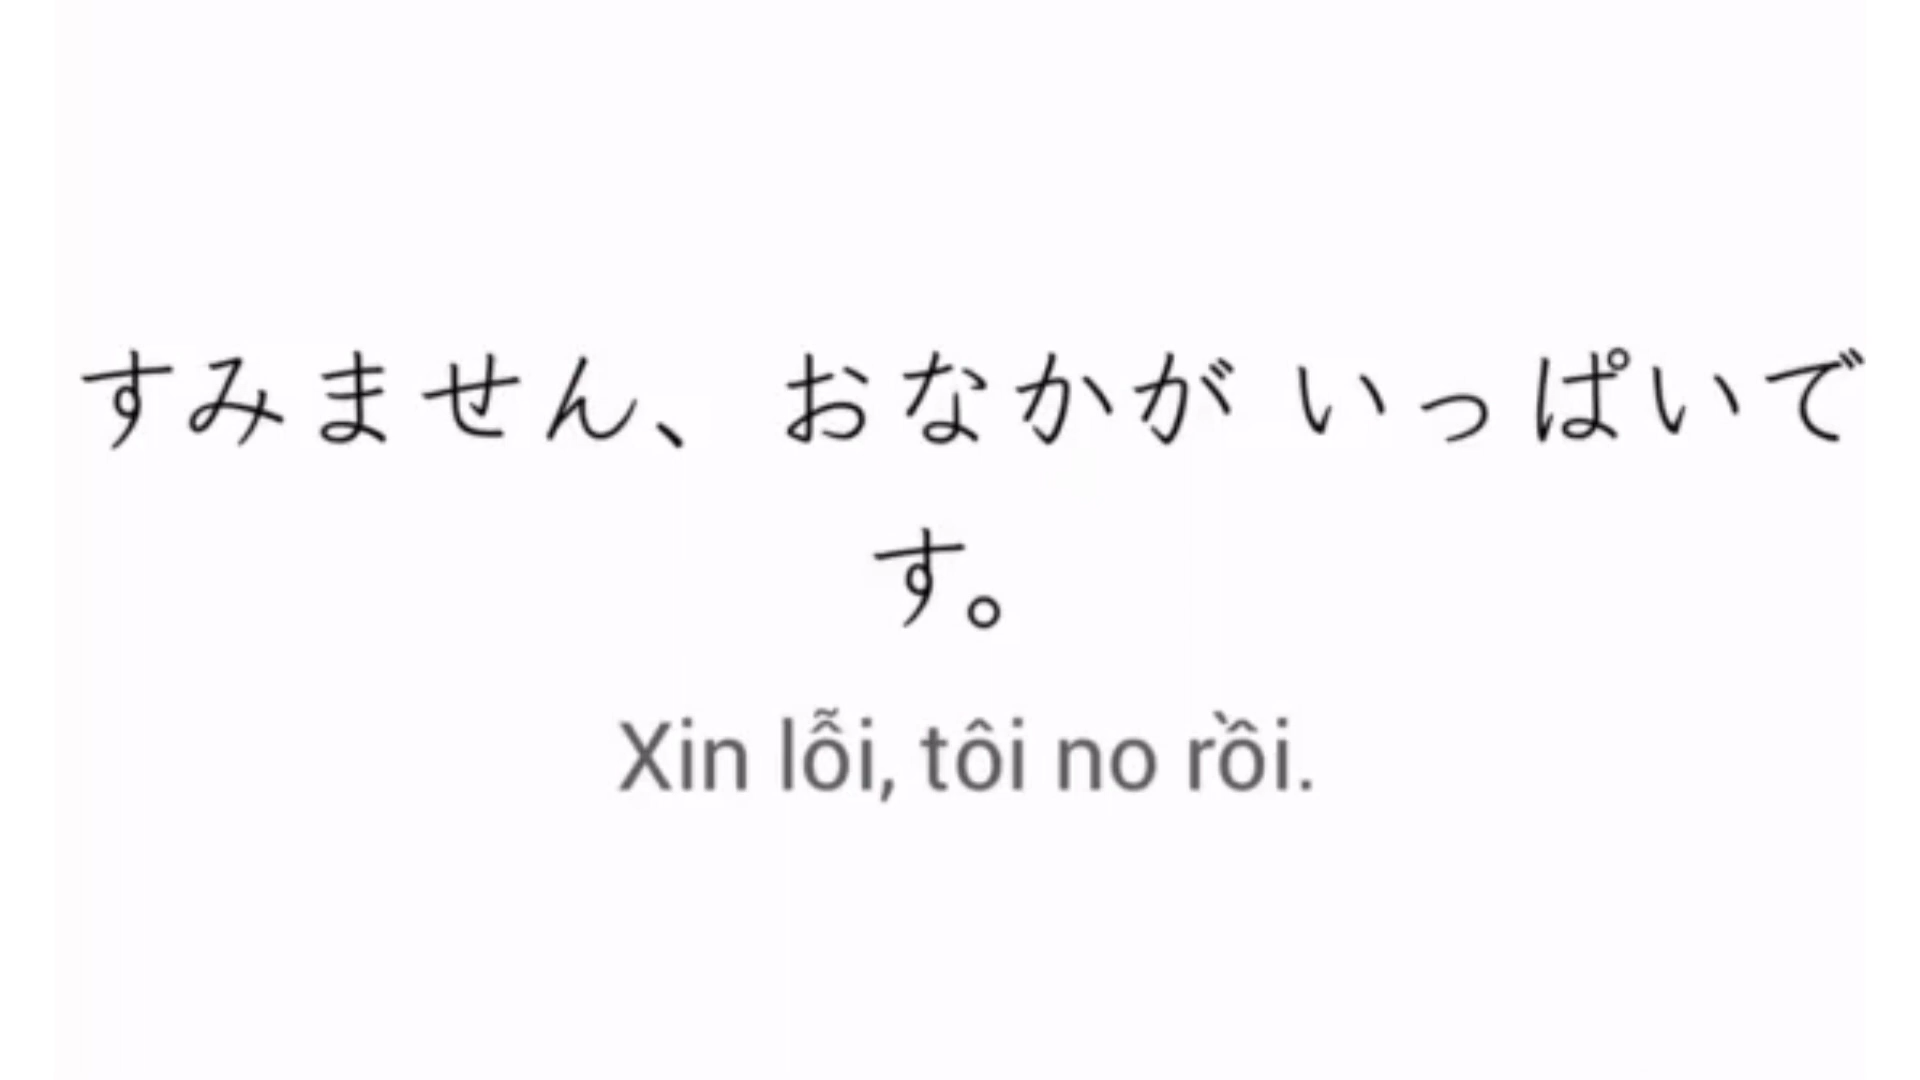 すみません、おなかが いっぱいで
す。
Xin lỗi, tôi no rồi.